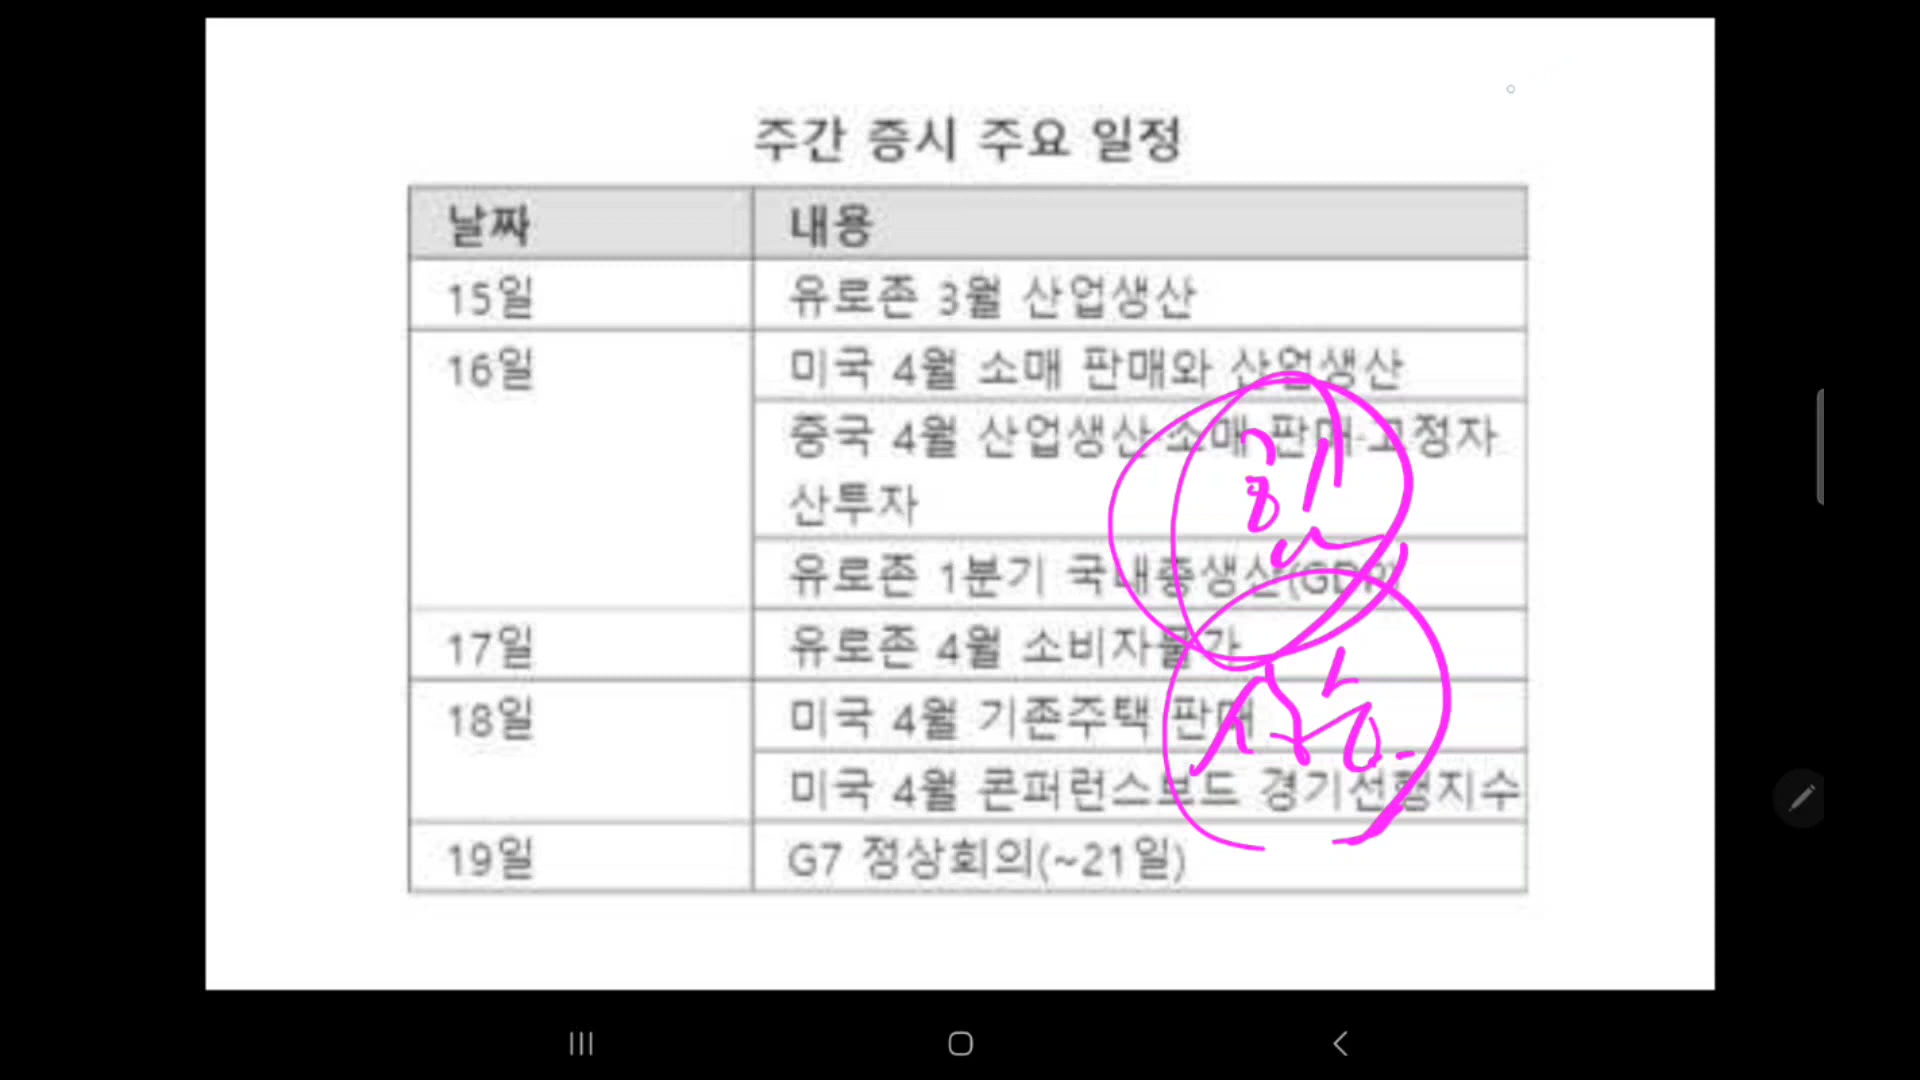 주간 증시 주요 일정
날짜 내용
15일 유로존 3월 산업생산
16일 미국 4월 소매 판매와 산업생산
중국 4월 산업생산·소매 판매·고정자
산투자
유로존 1분기 국내총생산(GDP)
17일 유로존 4월 소비자물가
18일 미국 4월 기존주택 판매
미국 4월 콘퍼런스보드 경기선행지수
19일 G7 정상회의(~21일)